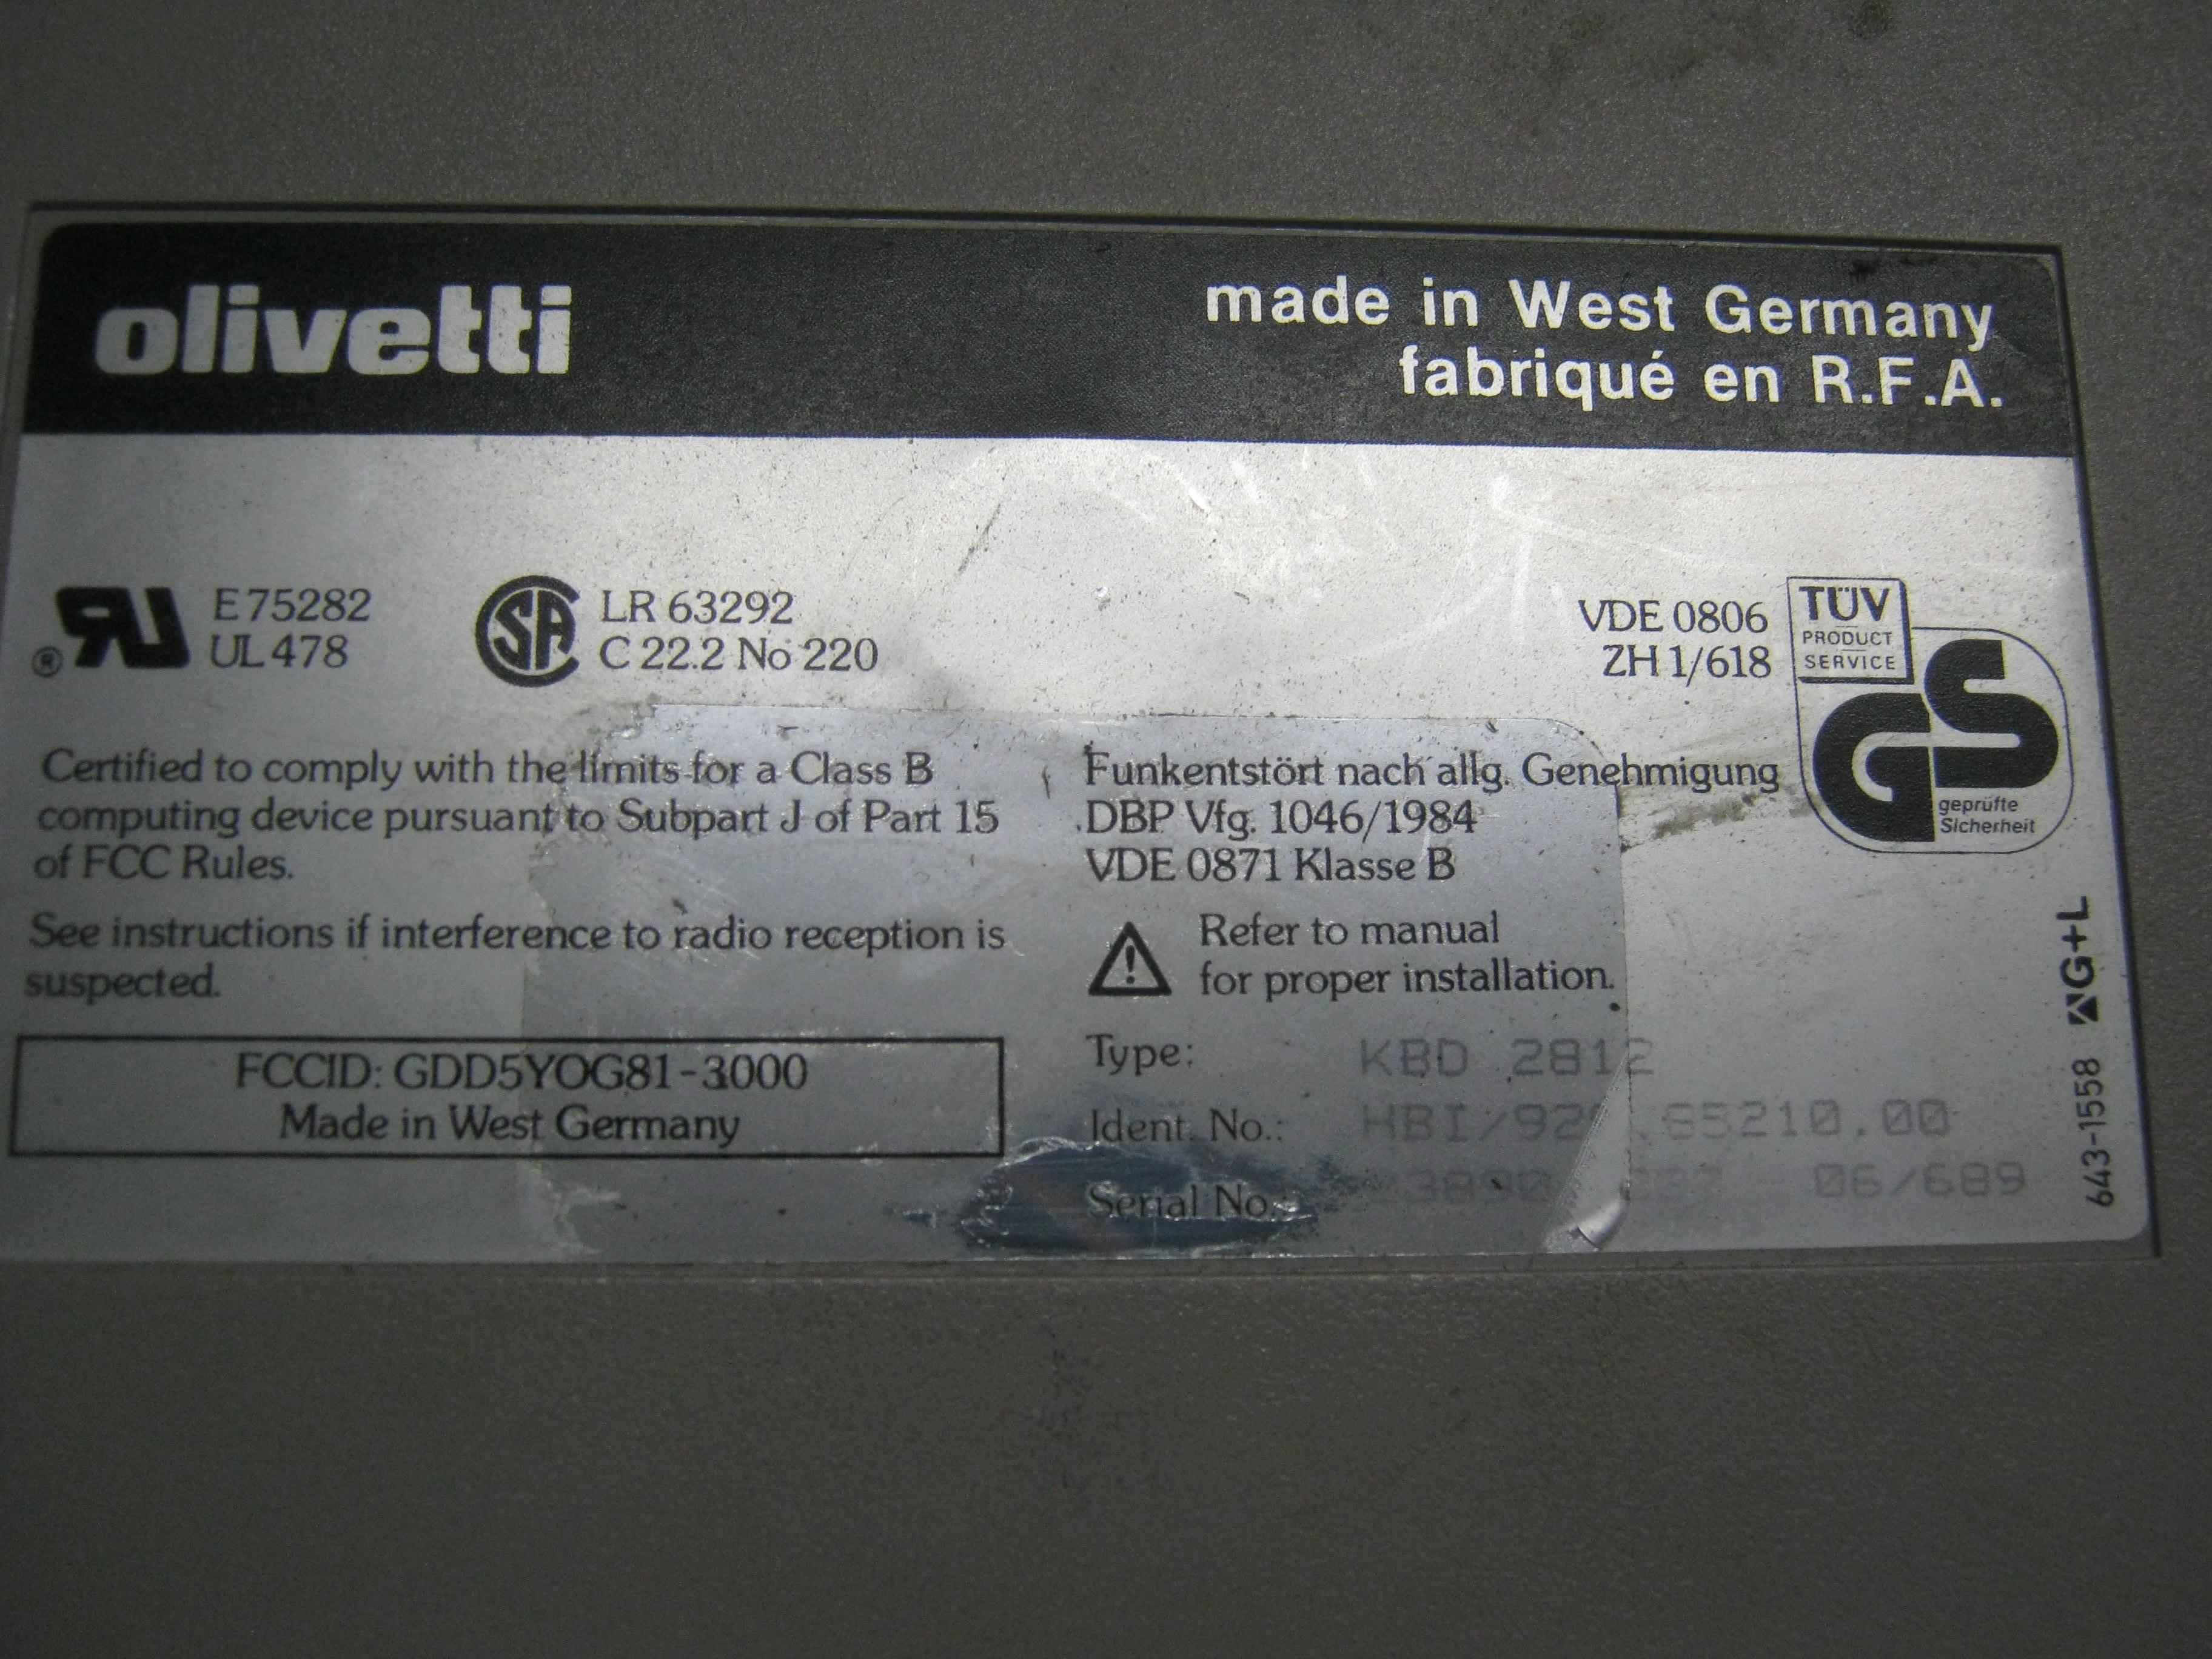 olivetti
made in West Germany
fabriqué en R.F.A.
E 75282
UL 478
LR 63292
C 22.2 No 220
VDE 0806
ZH 1/618
TÜV
PRODUCT
SERVICE
GS
geprüfte
Sicherheit
Certified to comply with the limits for a Class B
computing device pursuant to Subpart J of Part 15
of FCC Rules.
See instructions if interference to radio reception is
suspected.
FCCID: GDD5YOG81-3000
Made in West Germany
Funkentstört nach allg. Genehmigung
DBP Vfg. 1046/1984
VDE 0871 Klasse B
Refer to manual
for proper installation.
Type: KBD 2812
Ident. No.:
Serial No.: 06/689
643-1558 G+L